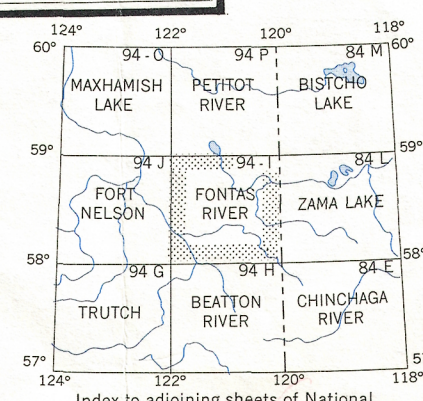 124° 122° 120° 118°
60° 94-O 94 P 84 M 60°
MAXHAMISH PETITOT BISTCHO
LAKE RIVER LAKE
59° 94 J 94-I 84 L 59°
FORT FONTAS ZAMA LAKE
NELSON RIVER
58° 94 G 94 H 84 E 58°
TRUTCH BEATTON CHINCHAGA
RIVER RIVER
57°
124° 122° 120°
Index to adjoining sheets of National